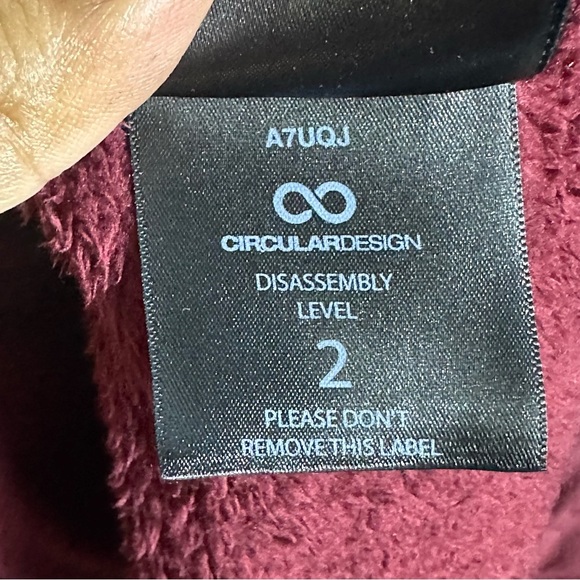 A7UQJ
CIRCULARDESIGN
DISASSEMBLY
LEVEL
2
PLEASE DON'T
REMOVE THIS LABEL